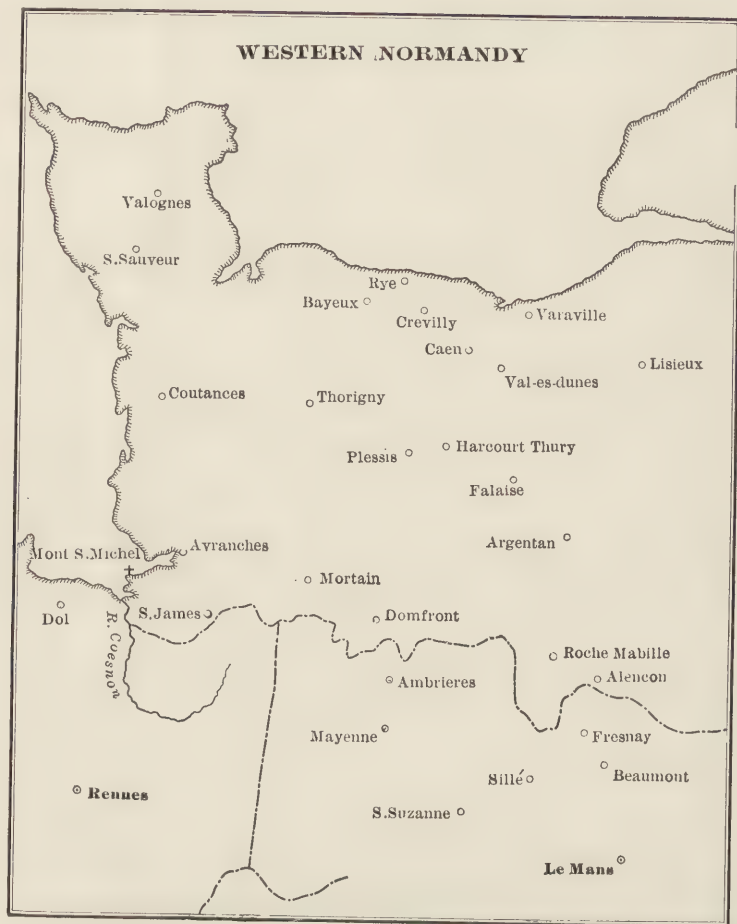 WESTERN NORMANDY
Valognes
S.Sauveur
Rye
Bayeux
Crevilly
Varaville
Caen
Lisieux
Val-es-dunes
Coutances
Thorigny
Harcourt Thury
Plessis
Falaise
Argentan
Mont S.Michel
Avranches
Mortain
Dol
S.James
Domfront
R. Coesnon
Roche Mabille
Alencon
Ambrieres
Mayenne
Fresnay
Sillé
Beaumont
Rennes
S.Suzanne
Le Mans